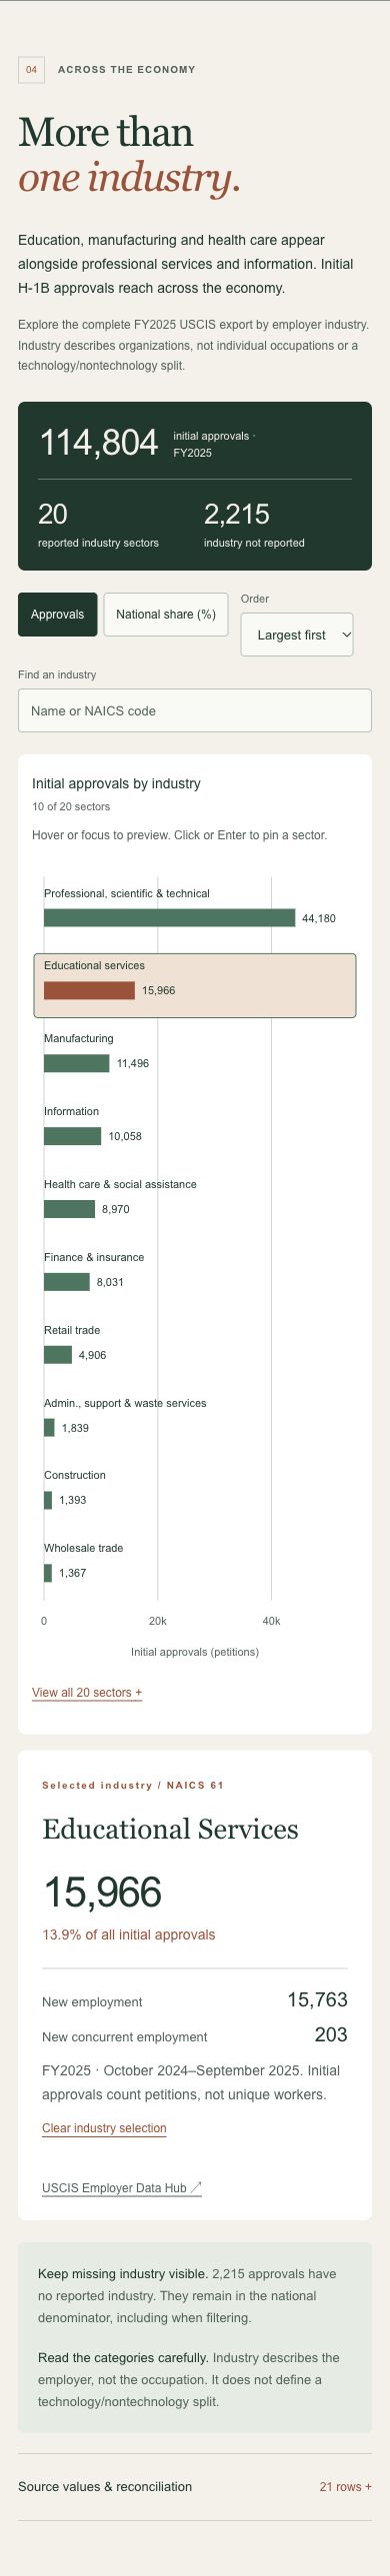 04 ACROSS THE ECONOMY
More than
one industry.
Education, manufacturing and health care appear
alongside professional services and information. Initial
H-1B approvals reach across the economy.
Explore the complete FY2025 USCIS export by employer industry.
Industry describes organizations, not individual occupations or a
technology/nontechnology split.
114,804 initial approvals ·
FY2025
20
reported industry sectors
2,215
industry not reported
Approvals
National share (%)
Order
Largest first
Find an industry
Name or NAICS code
Initial approvals by industry
10 of 20 sectors
Hover or focus to preview. Click or Enter to pin a sector.
Professional, scientific & technical
44,180
Educational services
15,966
Manufacturing
11,496
Information
10,058
Health care & social assistance
8,970
Finance & insurance
8,031
Retail trade
4,906
Admin., support & waste services
1,839
Construction
1,393
Wholesale trade
1,367
0 20k 40k
Initial approvals (petitions)
View all 20 sectors +
Selected industry / NAICS 61
Educational Services
15,966
13.9% of all initial approvals
New employment 15,763
New concurrent employment 203
FY2025 · October 2024–September 2025. Initial
approvals count petitions, not unique workers.
Clear industry selection
USCIS Employer Data Hub ↗
Keep missing industry visible. 2,215 approvals have
no reported industry. They remain in the national
denominator, including when filtering.
Read the categories carefully. Industry describes the
employer, not the occupation. It does not define a
technology/nontechnology split.
Source values & reconciliation 21 rows +